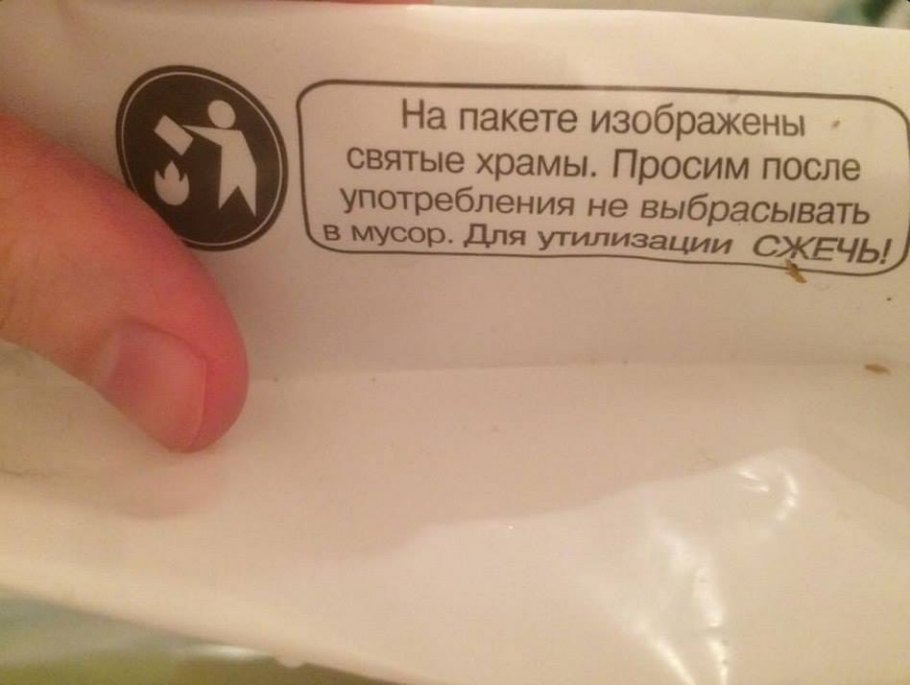 На пакете изображены
святые храмы. Просим после
употребления не выбрасывать
в мусор. Для утилизации СЖЕЧЬ!